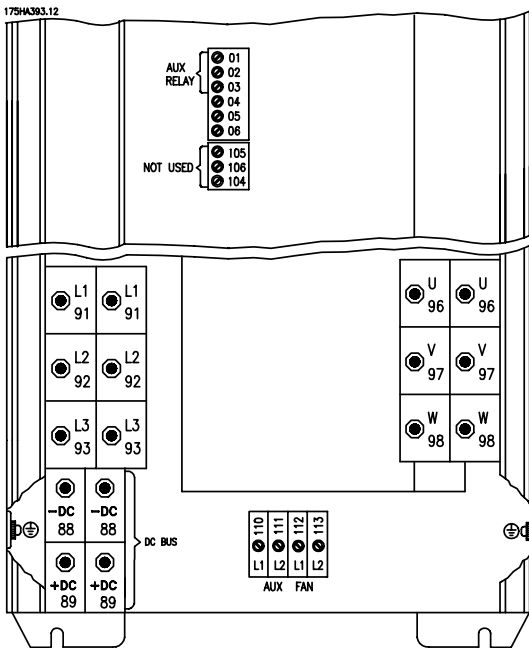 175HA393.12
AUX
RELAY
01
02
03
04
05
06
NOT USED
105
106
104
L1 L1
91 91
L2 L2
92 92
L3 L3
93 93
-DC -DC
88 88
+DC +DC
89 89
DC BUS
U U
96 96
V V
97 97
W W
98 98
110 111 112 113
L1 L2 L1 L2
AUX FAN